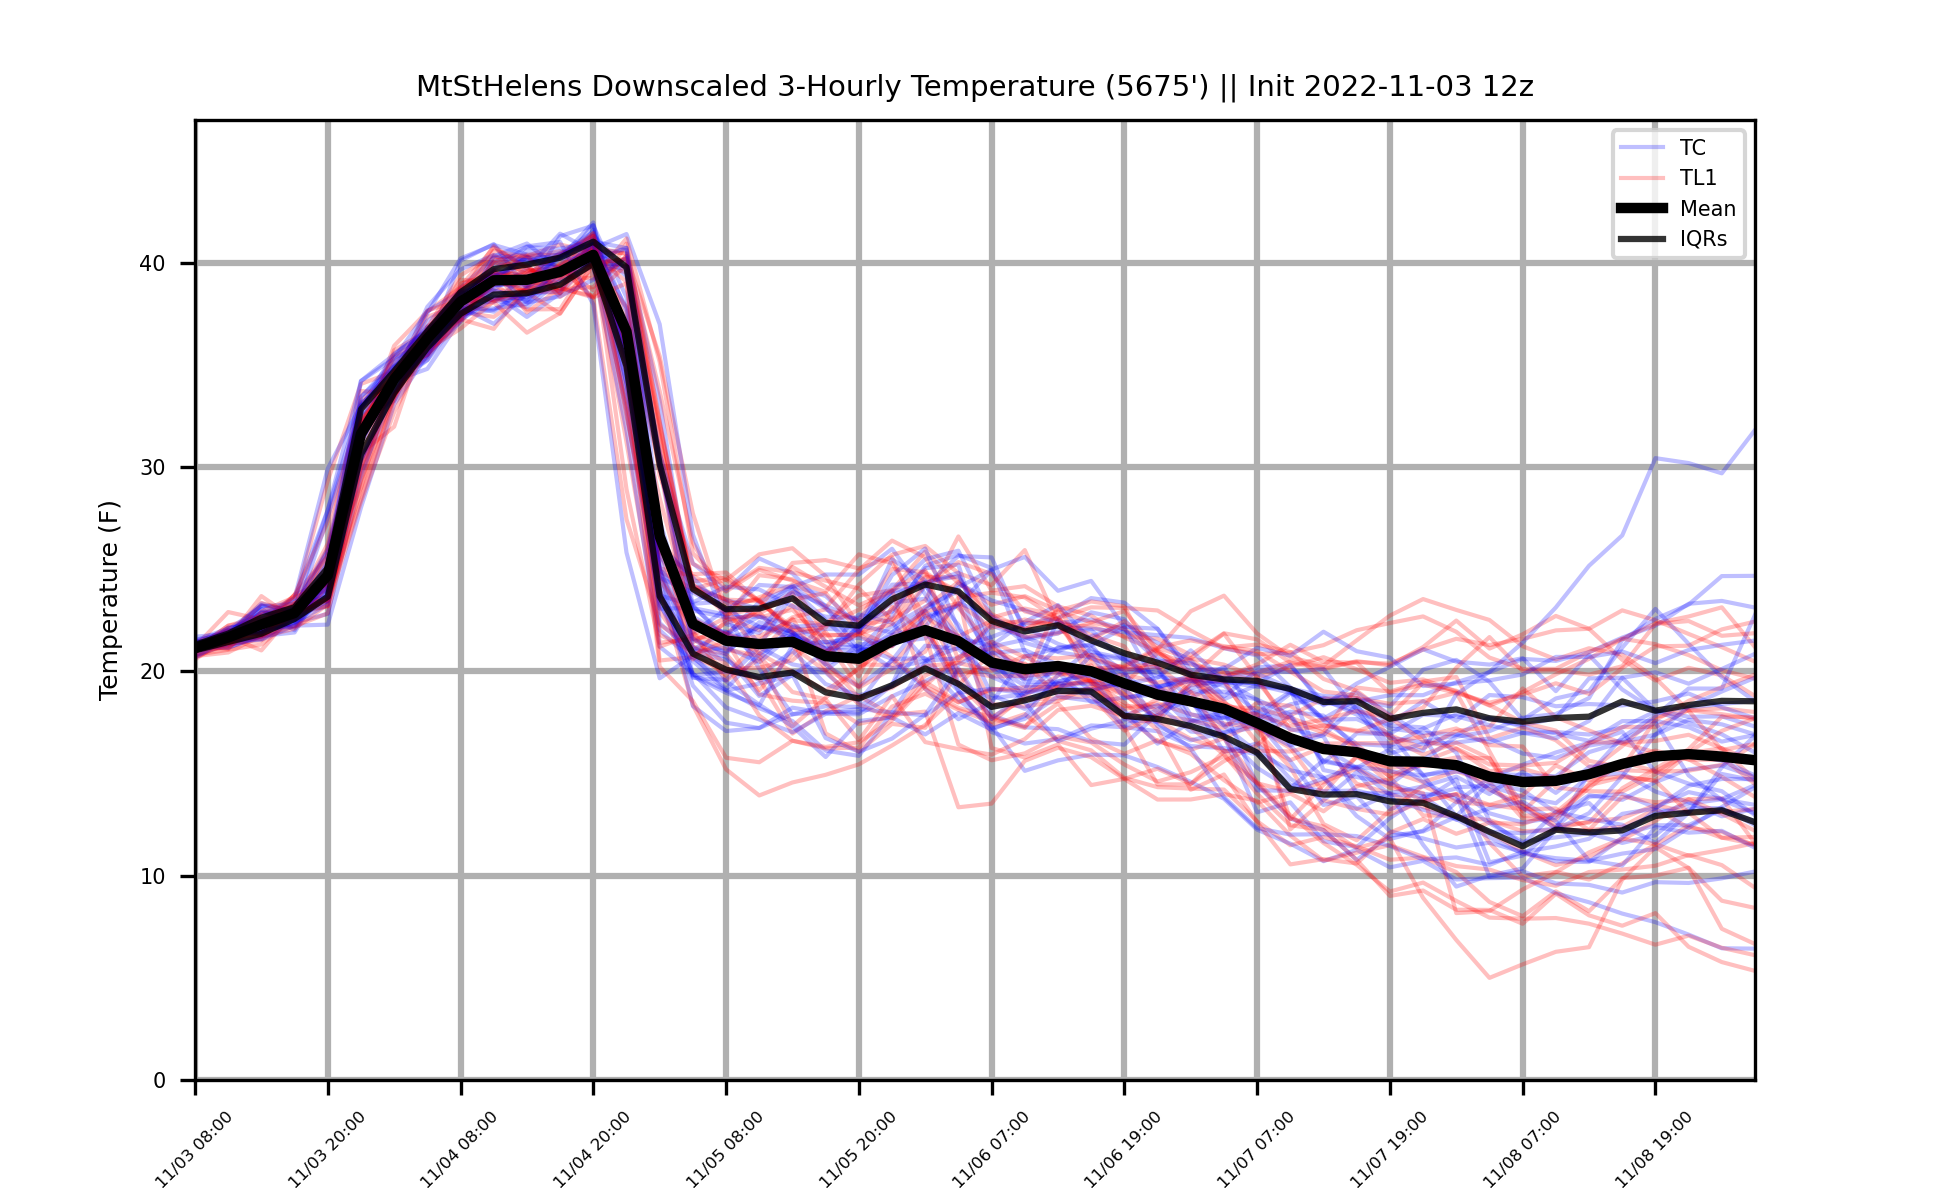 MtStHelens Downscaled 3-Hourly Temperature (5675') || Init 2022-11-03 12z
TC
TL1
Mean
IQRs
Temperature (F)
40
30
20
10
0
11/03 08:00
11/03 20:00
11/04 08:00
11/04 20:00
11/05 08:00
11/05 20:00
11/06 07:00
11/06 19:00
11/07 07:00
11/07 19:00
11/08 07:00
11/08 19:00